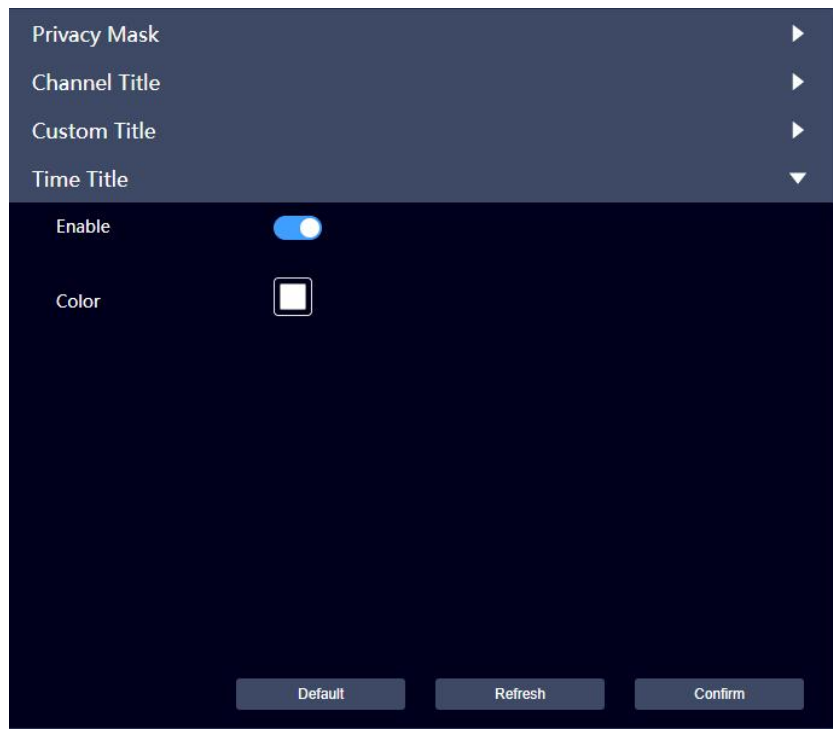 Privacy Mask
Channel Title
Custom Title
Time Title
Enable
Color
Default Refresh Confirm